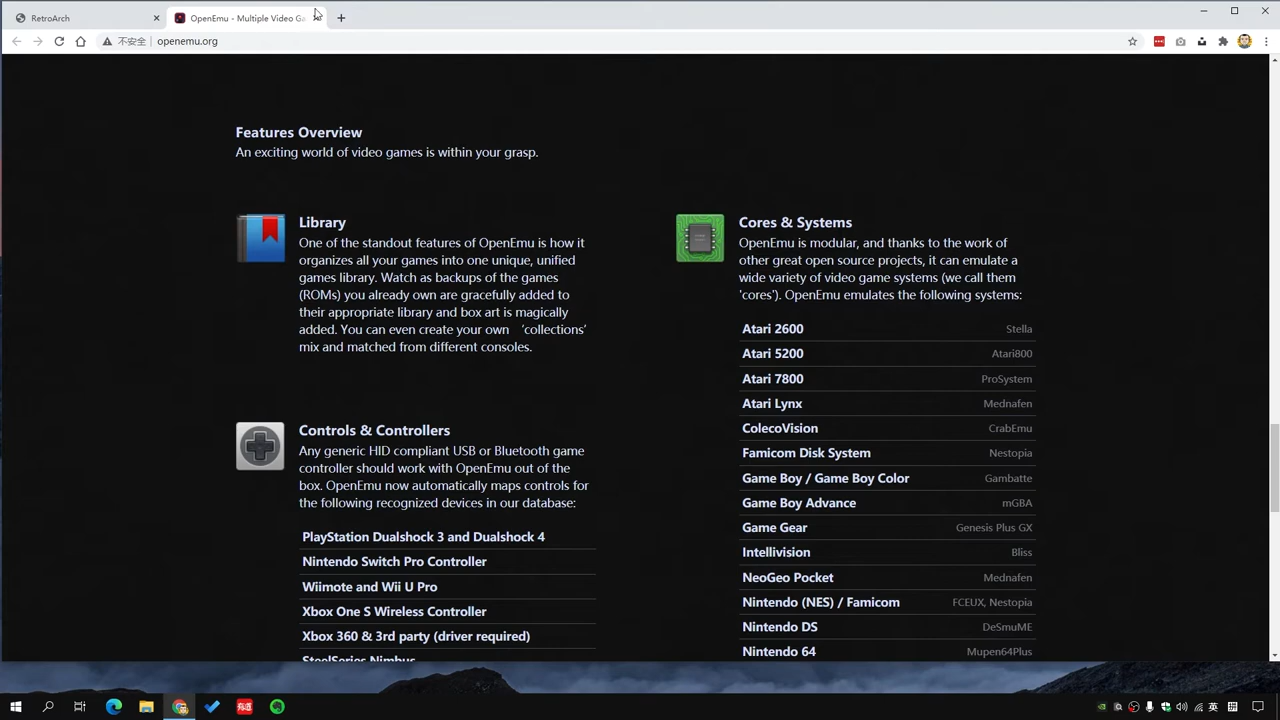 RetroArch
OpenEmu - Multiple Video Ga
不安全
openemu.org
Features Overview
An exciting world of video games is within your grasp.
Library
One of the standout features of OpenEmu is how it
organizes all your games into one unique, unified
games library. Watch as backups of the games
(ROMs) you already own are gracefully added to
their appropriate library and box art is magically
added. You can even create your own ‘collections’
mix and matched from different consoles.
Controls & Controllers
Any generic HID compliant USB or Bluetooth game
controller should work with OpenEmu out of the
box. OpenEmu now automatically maps controls for
the following recognized devices in our database:
PlayStation Dualshock 3 and Dualshock 4
Nintendo Switch Pro Controller
Wiimote and Wii U Pro
Xbox One S Wireless Controller
Xbox 360 & 3rd party (driver required)
SteelSeries Nimbus
Cores & Systems
OpenEmu is modular, and thanks to the work of
other great open source projects, it can emulate a
wide variety of video game systems (we call them
'cores'). OpenEmu emulates the following systems:
Atari 2600 Stella
Atari 5200 Atari800
Atari 7800 ProSystem
Atari Lynx Mednafen
ColecoVision CrabEmu
Famicom Disk System Nestopia
Game Boy / Game Boy Color Gambatte
Game Boy Advance mGBA
Game Gear Genesis Plus GX
Intellivision Bliss
NeoGeo Pocket Mednafen
Nintendo (NES) / Famicom FCEUX, Nestopia
Nintendo DS DeSmuME
Nintendo 64 Mupen64Plus
有道
英